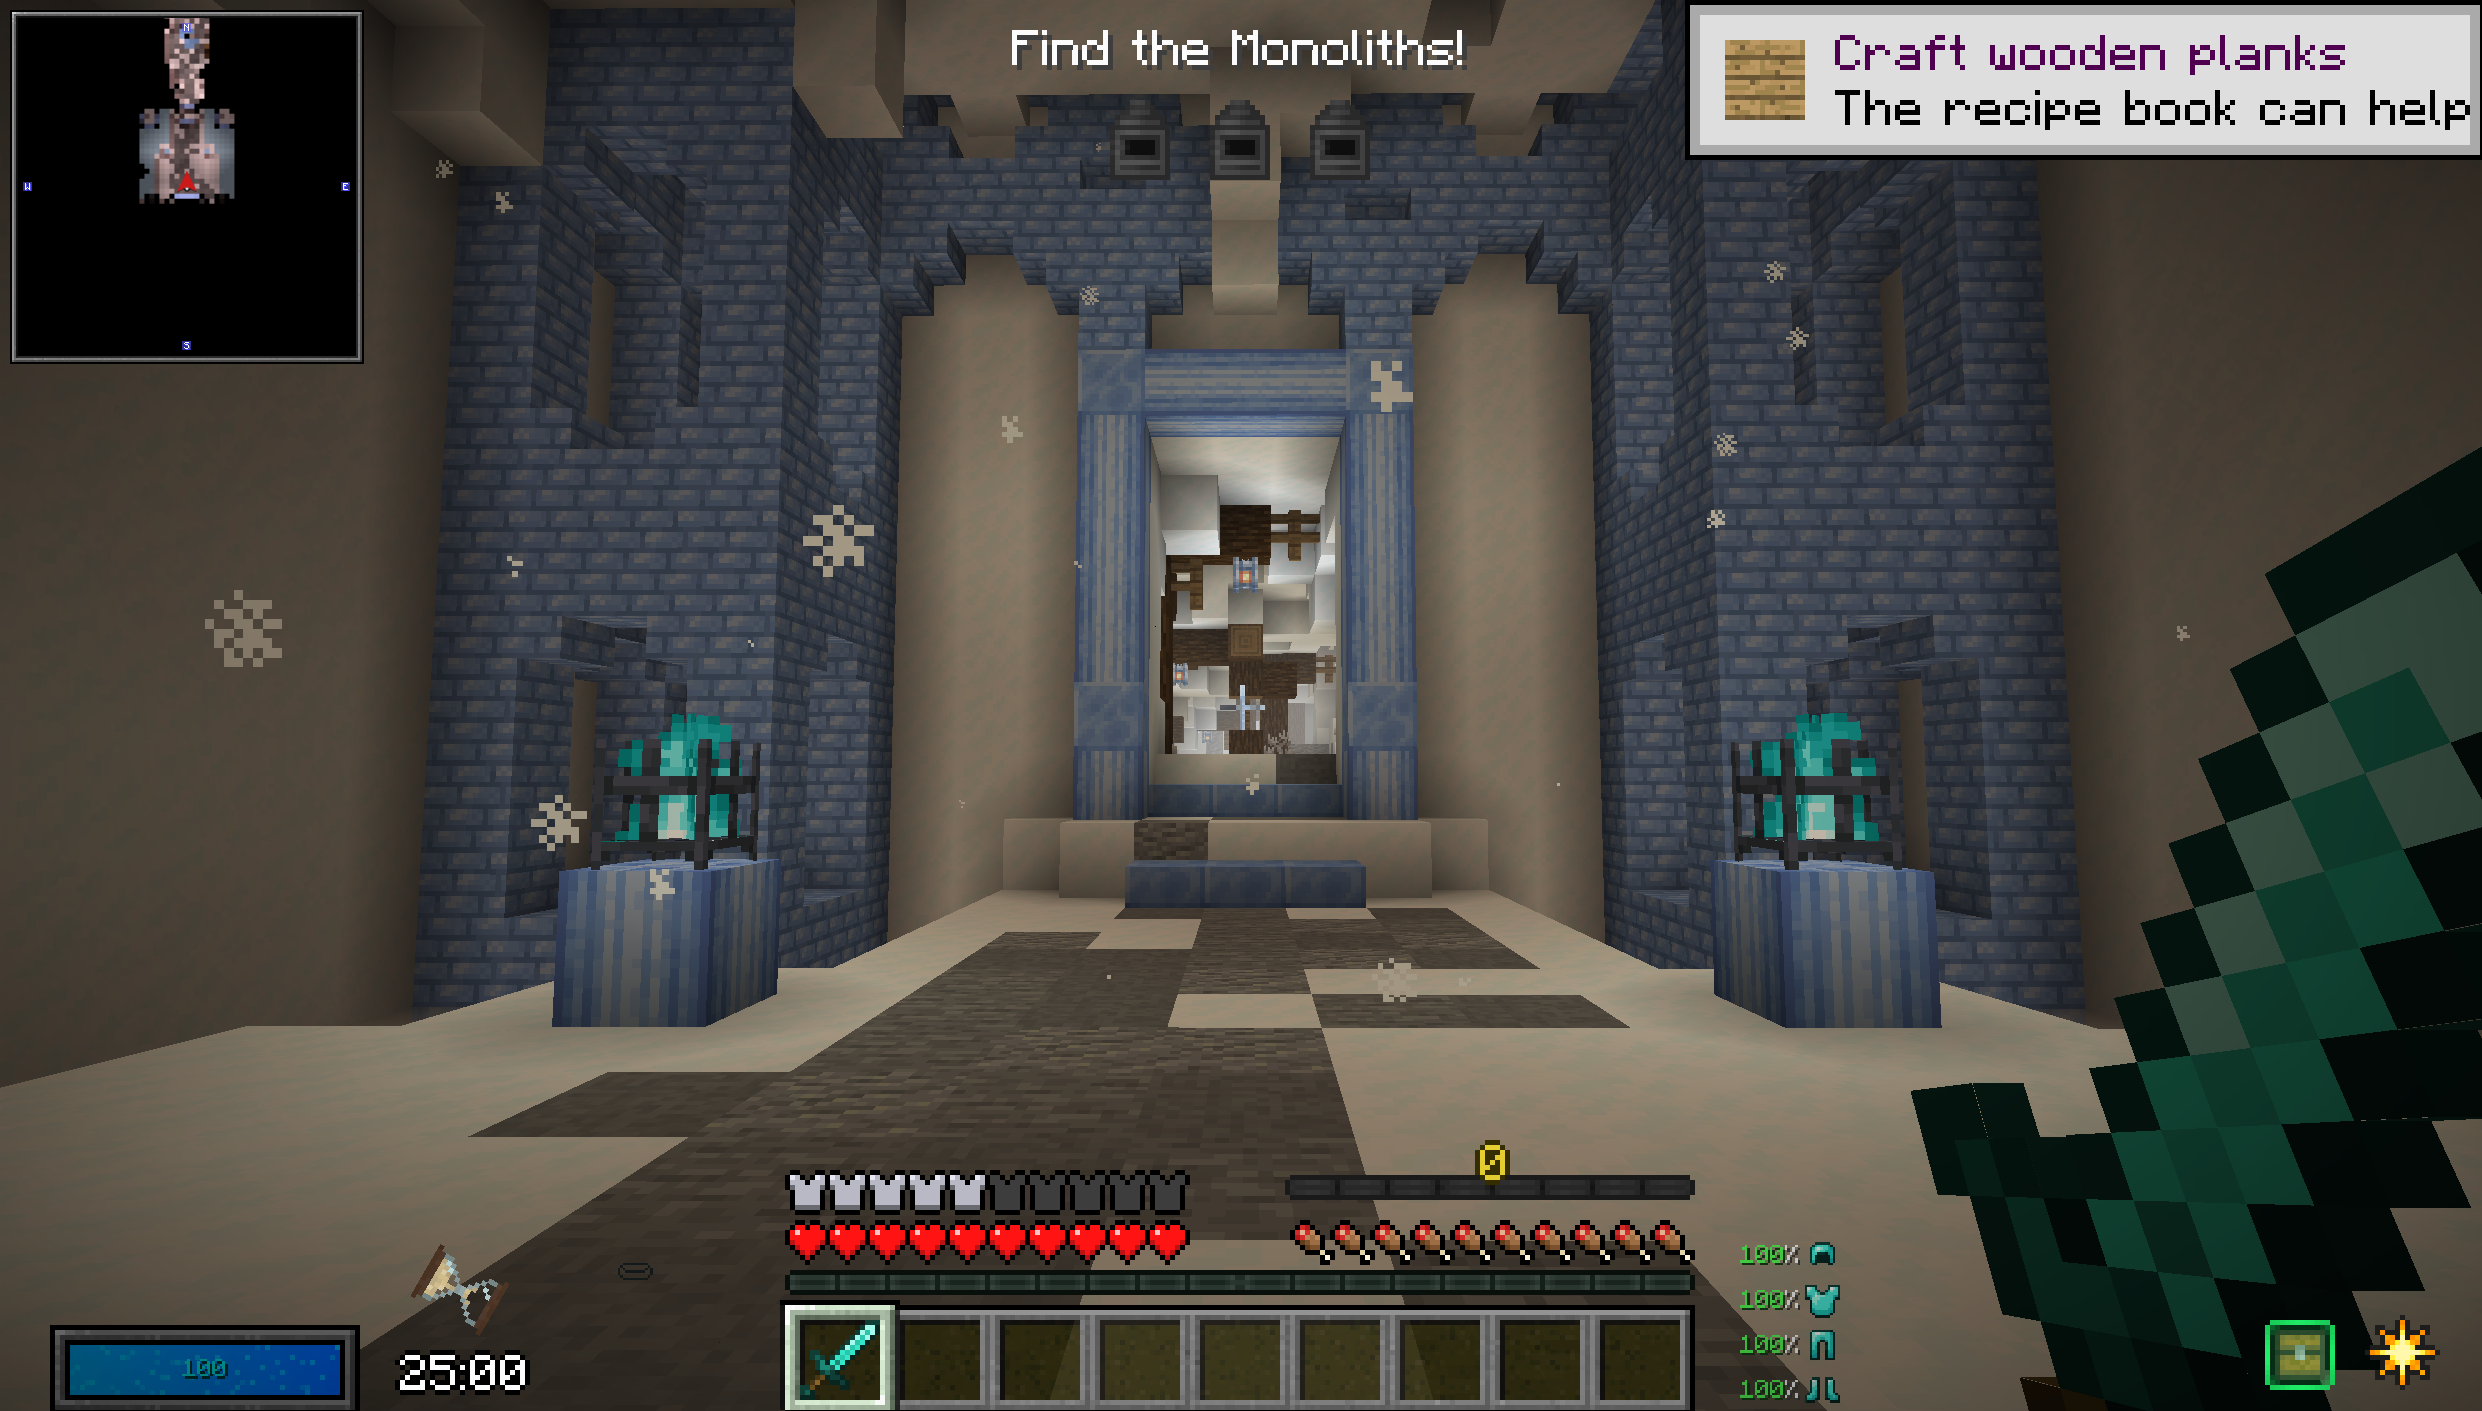 N
W
E
S
Find the Monoliths!
Craft wooden planks
The recipe book can help
0
100%
100%
100%
100%
100
25:00